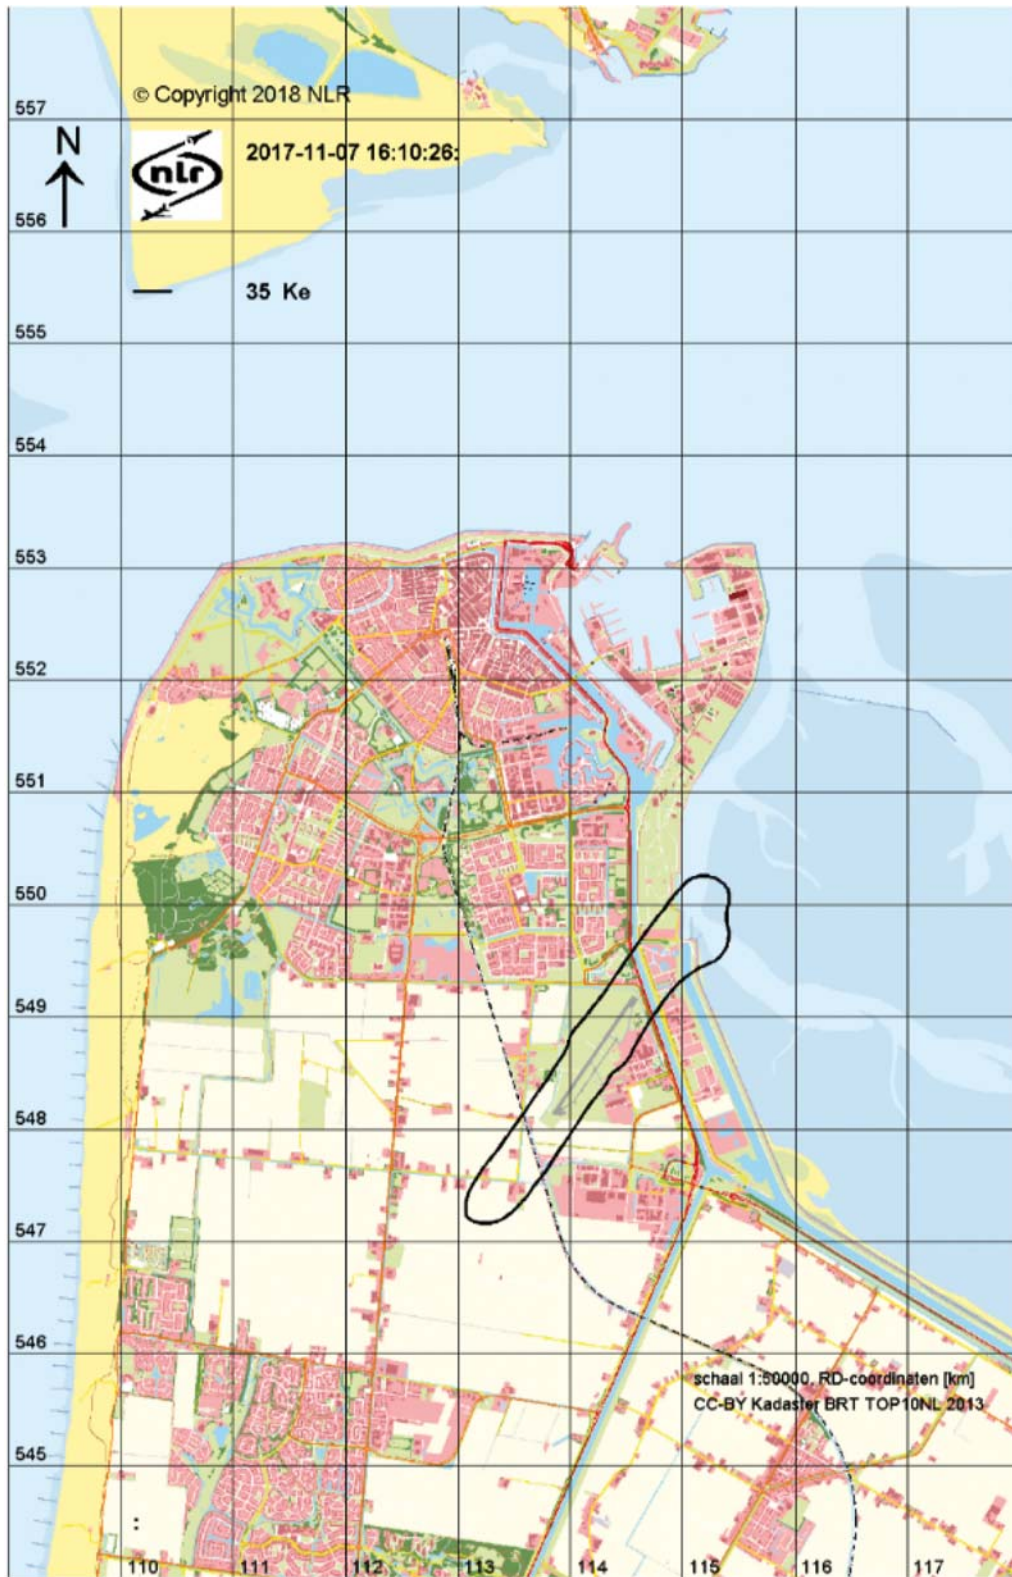 © Copyright 2018 NLR
557
N
nlr
2017-11-07 16:10:26:
556
35 Ke
555
554
553
552
551
550
549
548
547
546
schaal 1:50000, RD-coordinaten [km]
CC-BY Kadaster BRT TOP10NL 2013
545
:
110 111 112 113 114 115 116 117